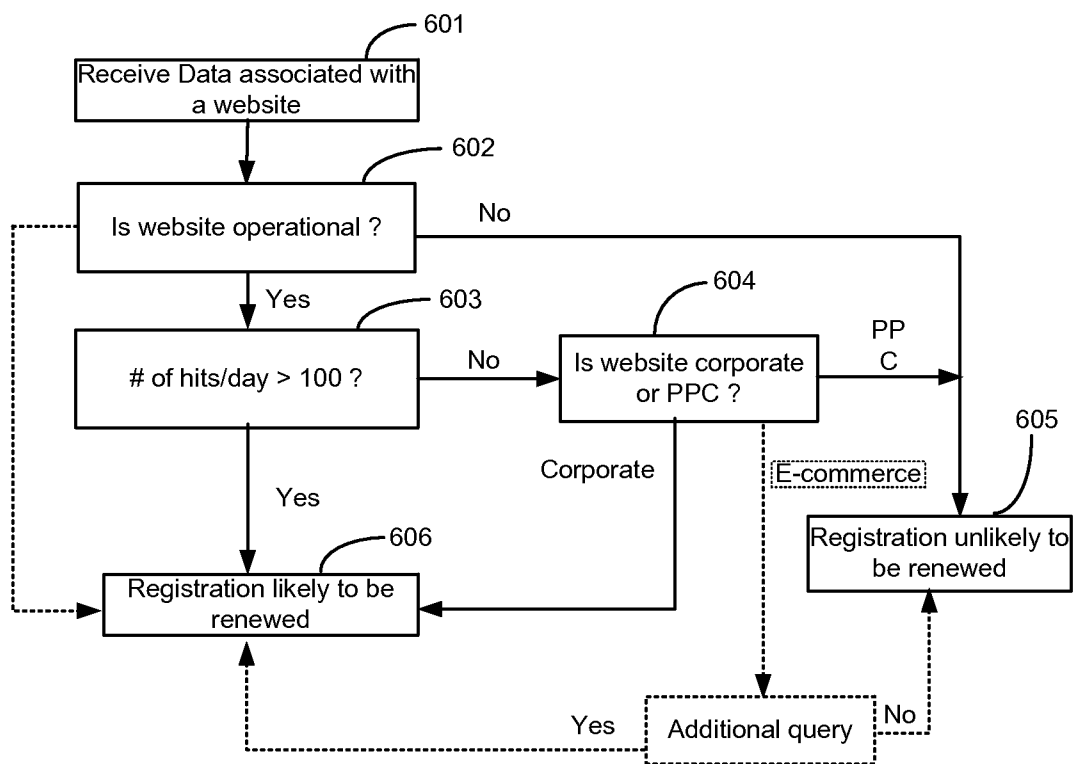 601
Receive Data associated with
a website
602
Is website operational ?
No
Yes
603
604
# of hits/day > 100 ?
No
Is website corporate
or PPC ?
PP
C
605
Corporate
E-commerce
Yes
606
Registration likely to be
renewed
Registration unlikely to
be renewed
Yes
Additional query
No